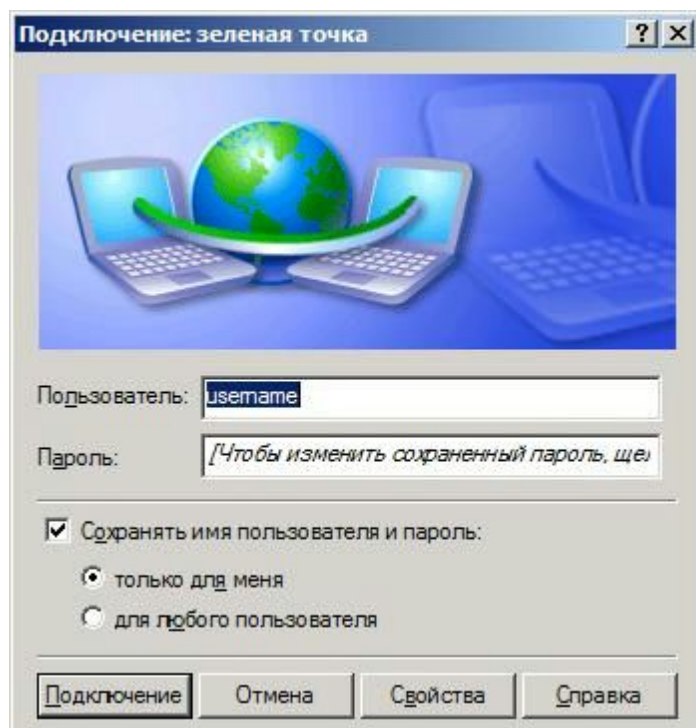 Подключение: зеленая точка
Пользователь: username
Пароль: [Чтобы изменить сохраненный пароль, щел
Сохранять имя пользователя и пароль:
только для меня
для любого пользователя
Подключение Отмена Свойства Справка